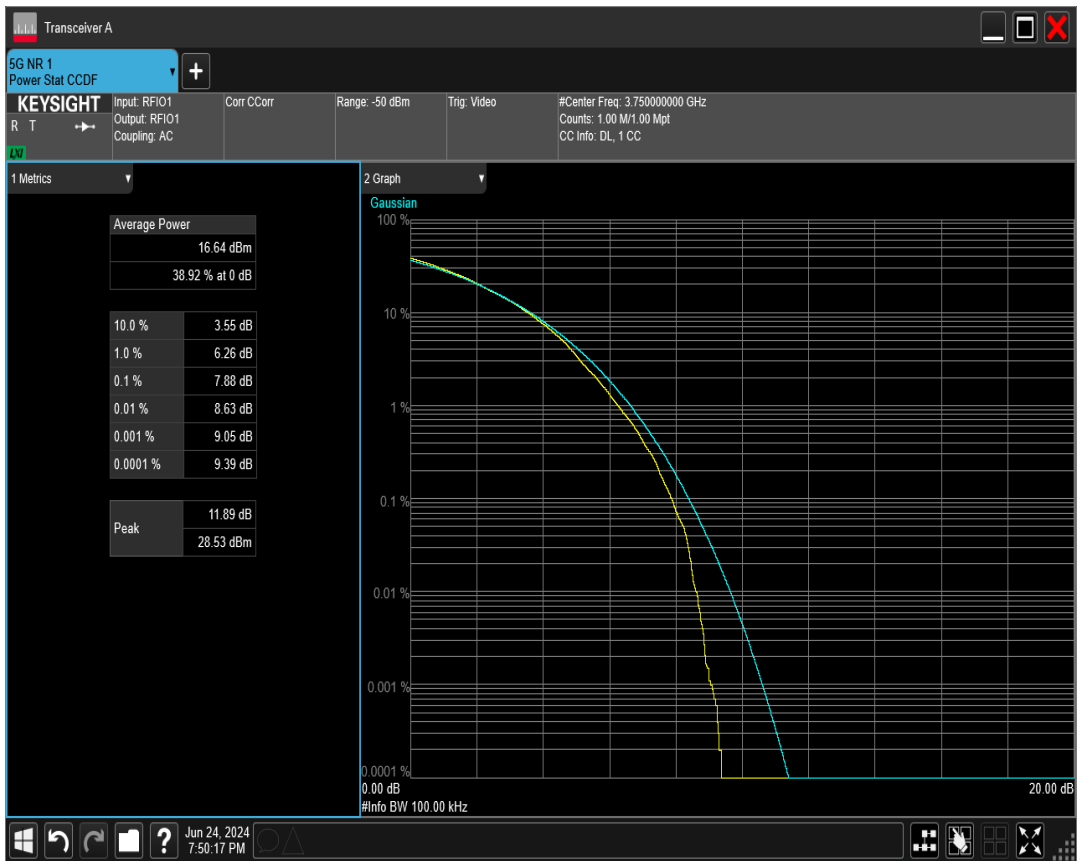 Transceiver A
5G NR 1
Power Stat CCDF
+
KEYSIGHT
R T
LXI
Input: RFIO1
Output: RFIO1
Coupling: AC
Corr CCorr
Range: -50 dBm
Trig: Video
#Center Freq: 3.750000000 GHz
Counts: 1.00 M/1.00 Mpt
CC Info: DL, 1 CC
1 Metrics
Average Power
16.64 dBm
38.92 % at 0 dB
10.0 % 3.55 dB
1.0 % 6.26 dB
0.1 % 7.88 dB
0.01 % 8.63 dB
0.001 % 9.05 dB
0.0001 % 9.39 dB
Peak
11.89 dB
28.53 dBm
2 Graph
Gaussian
100 %
10 %
1 %
0.1 %
0.01 %
0.001 %
0.0001 %
0.00 dB 20.00 dB
#Info BW 100.00 kHz
?
Jun 24, 2024
7:50:17 PM